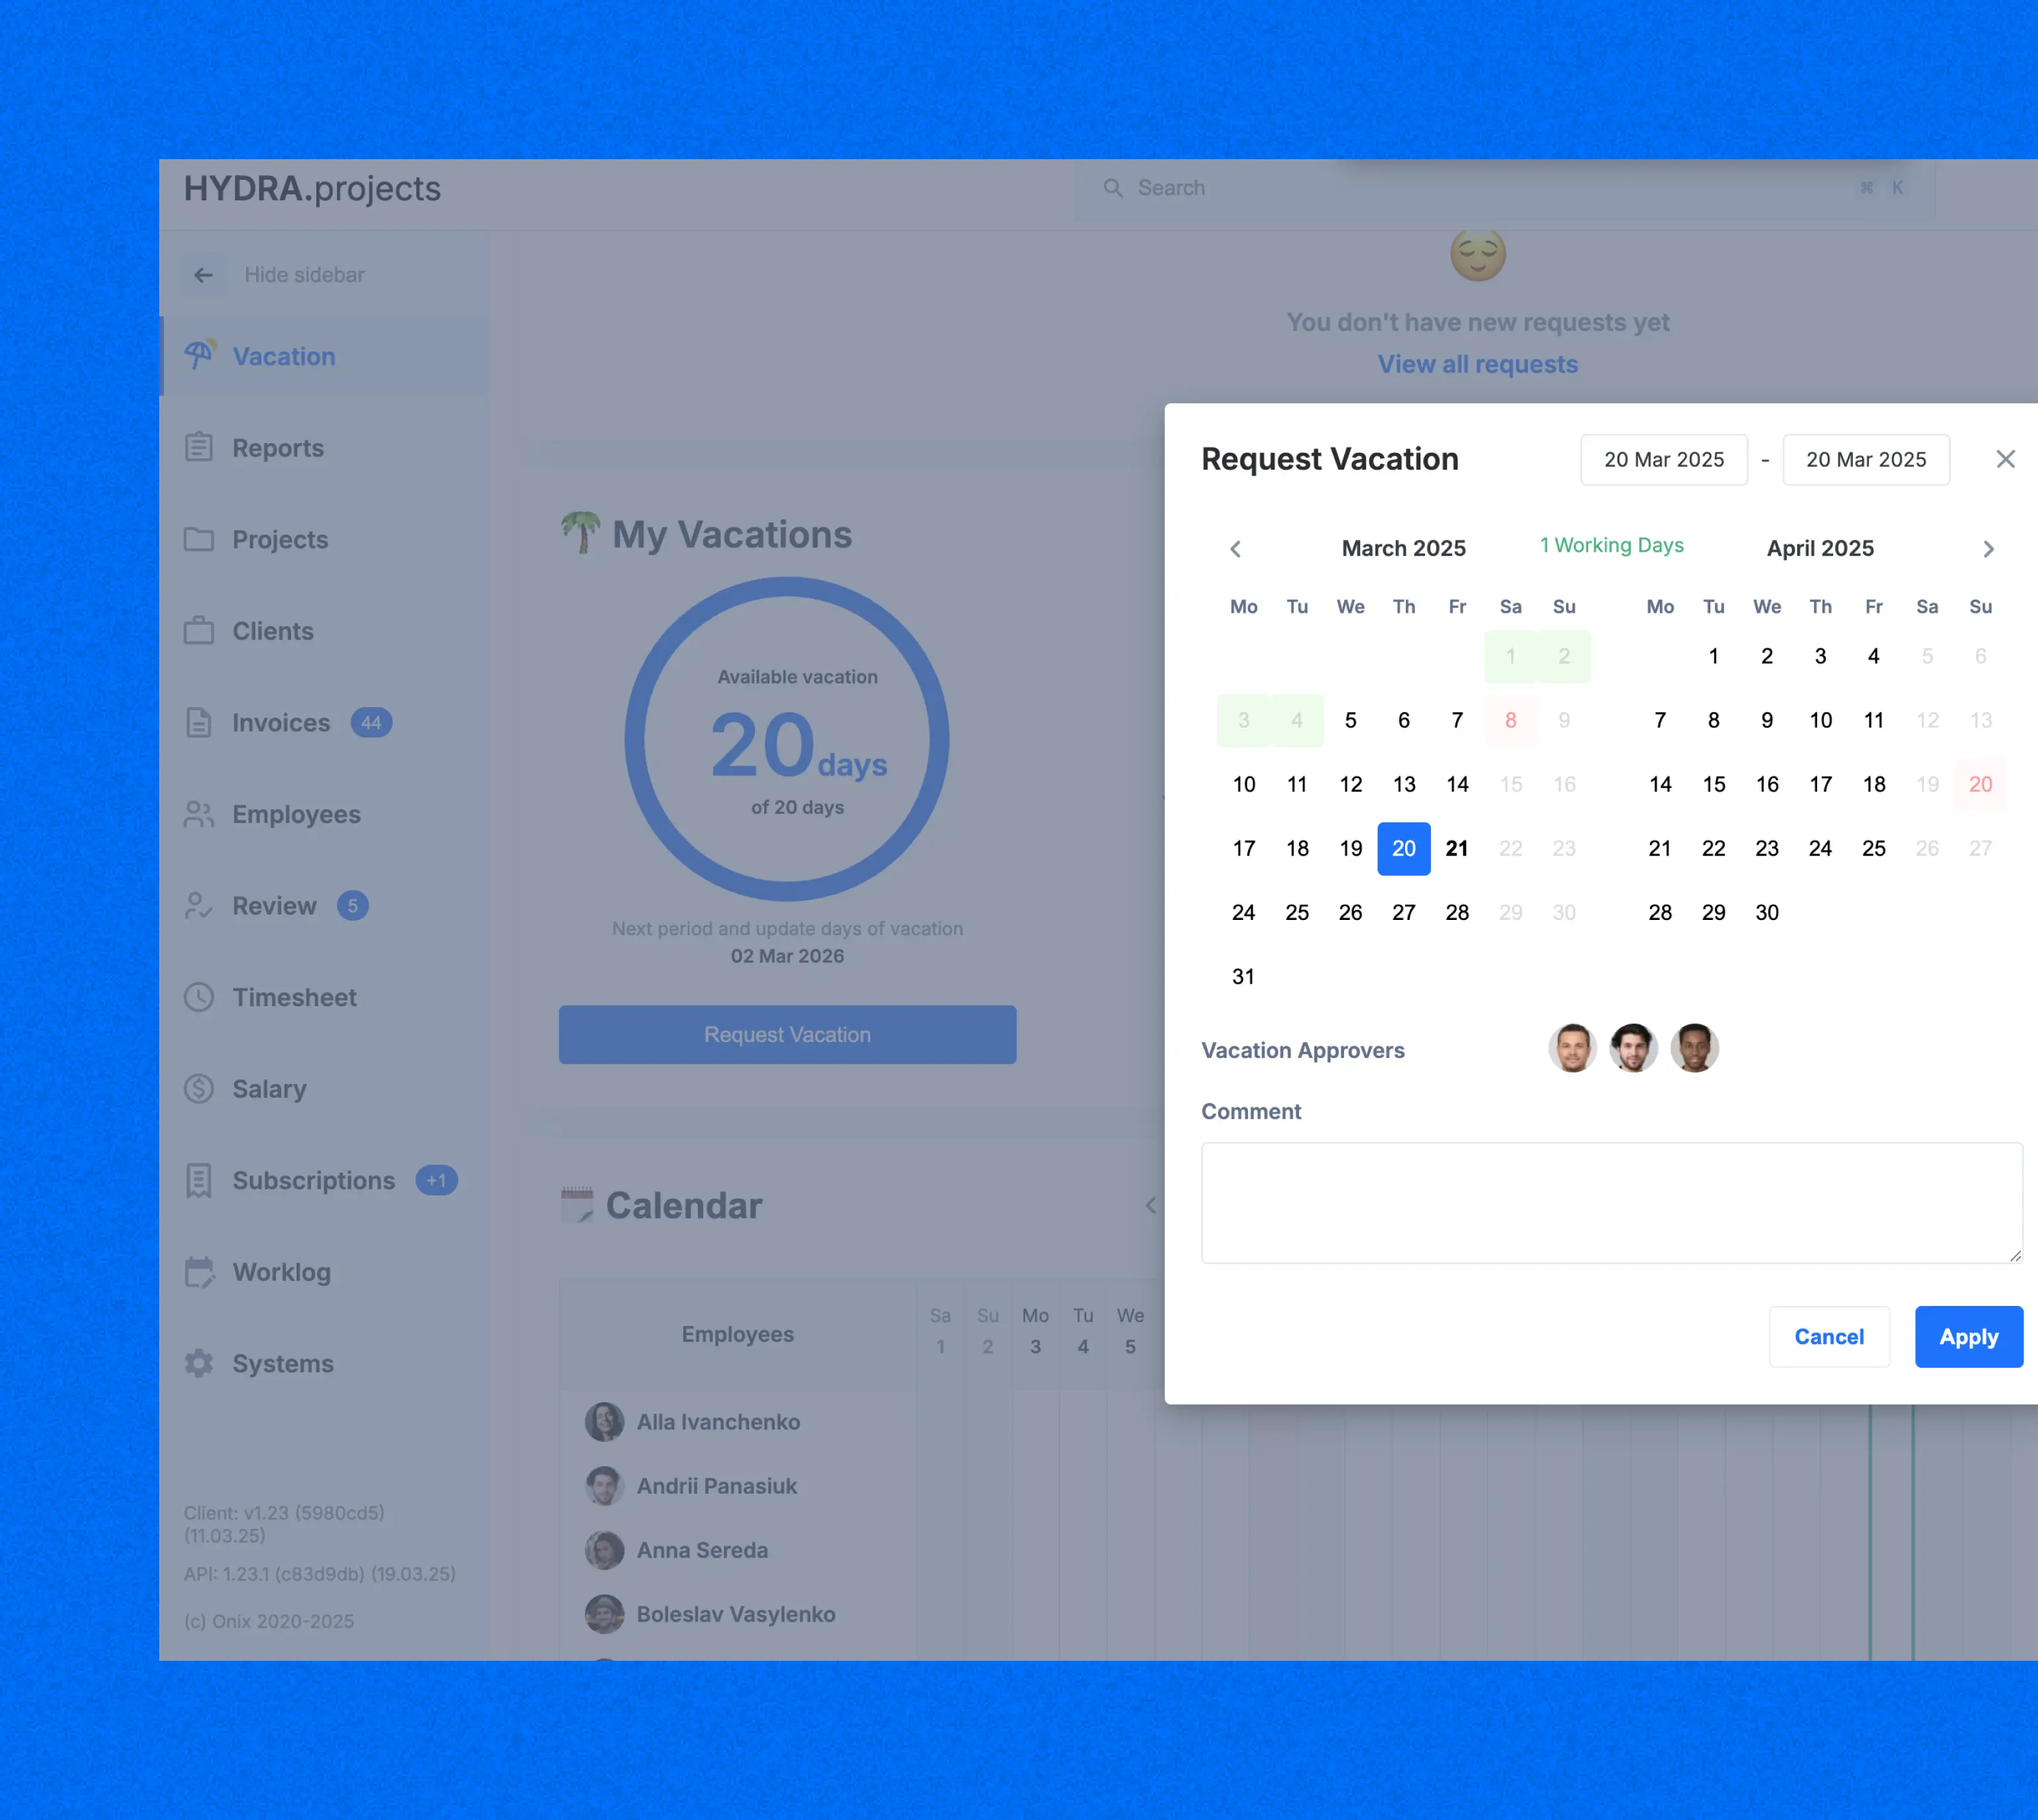 HYDRA.projects
Search
⌘ K
Hide sidebar
Vacation
Reports
Projects
Clients
Invoices 44
Employees
Review 5
Timesheet
Salary
Subscriptions +1
Worklog
Systems
Client: v1.23 (5980cd5)
(11.03.25)
API: 1.23.1 (c83d9db) (19.03.25)
(c) Onix 2020-2025
You don't have new requests yet
View all requests
My Vacations
Available vacation
20 days
of 20 days
Next period and update days of vacation
02 Mar 2026
Request Vacation
Calendar
Employees
Sa Su Mo Tu We
1 2 3 4 5
Alla Ivanchenko
Andrii Panasiuk
Anna Sereda
Boleslav Vasylenko
Request Vacation
20 Mar 2025 - 20 Mar 2025
March 2025
1 Working Days
April 2025
Mo Tu We Th Fr Sa Su
1 2
3 4 5 6 7 8 9
10 11 12 13 14 15 16
17 18 19 20 21 22 23
24 25 26 27 28 29 30
31
Mo Tu We Th Fr Sa Su
1 2 3 4 5 6
7 8 9 10 11 12 13
14 15 16 17 18 19 20
21 22 23 24 25 26 27
28 29 30
Vacation Approvers
Comment
Cancel
Apply